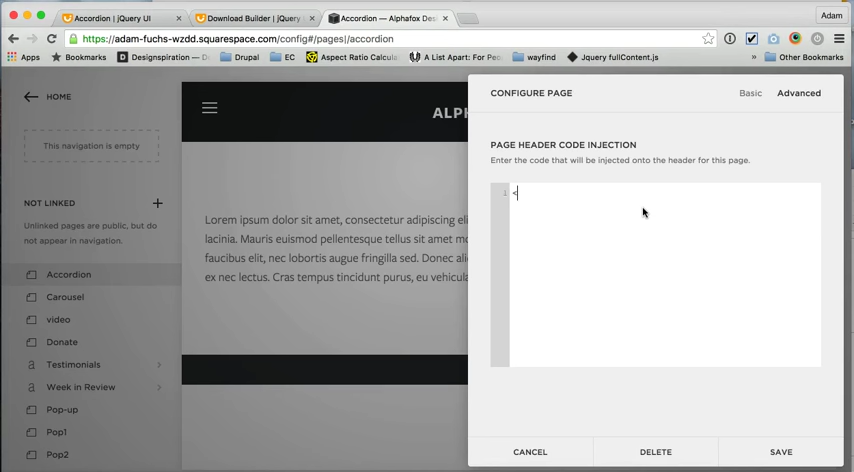 Accordion | jQuery UI
Download Builder | jQuery
Accordion — Alphafox Des
Adam
https://adam-fuchs-wzdd.squarespace.com/config#/pages|/accordion
Apps
Bookmarks
Designspiration —
Drupal
EC
Aspect Ratio Calcula
A List Apart: For Peo
wayfind
Jquery fullContent.js
»
Other Bookmarks
HOME
This navigation is empty
NOT LINKED
Unlinked pages are public, but do
not appear in navigation.
Accordion
Carousel
video
Donate
Testimonials
Week in Review
Pop-up
Pop1
Pop2
ALPH
Lorem ipsum dolor sit amet, consectetur adipiscing eli
lacinia. Mauris euismod pellentesque tellus sit amet mo
faucibus elit, nec lobortis augue fringilla sed. Donec ali
ex nec lectus. Cras tempus tincidunt purus, eu vehicula
CONFIGURE PAGE
Basic
Advanced
PAGE HEADER CODE INJECTION
Enter the code that will be injected onto the header for this page.
1 <
CANCEL
DELETE
SAVE